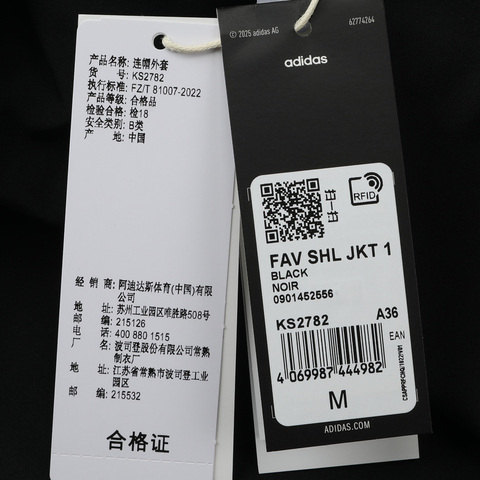 产品名称: 连帽外套
货 号: KS2782
执行标准: FZ/T 81007-2022
产品等级: 合格品
检验合格: 检18
安全类别: B类
产 地: 中国
经 销 商: 阿迪达斯体育(中国)有限
公司
地 址: 苏州工业园区唯胜路508号
邮 编: 215126
电 话: 400 880 1515
厂 名: 波司登股份有限公司常熟
制衣厂
地 址: 江苏省常熟市波司登工业
园区
邮 编: 215532
合格证
© 2025 adidas AG
62774264
adidas
RFID
FAV SHL JKT 1
BLACK
NOIR
0901452556
KS2782
A36
EAN
4 069987 444982
M
ADIDAS.COM